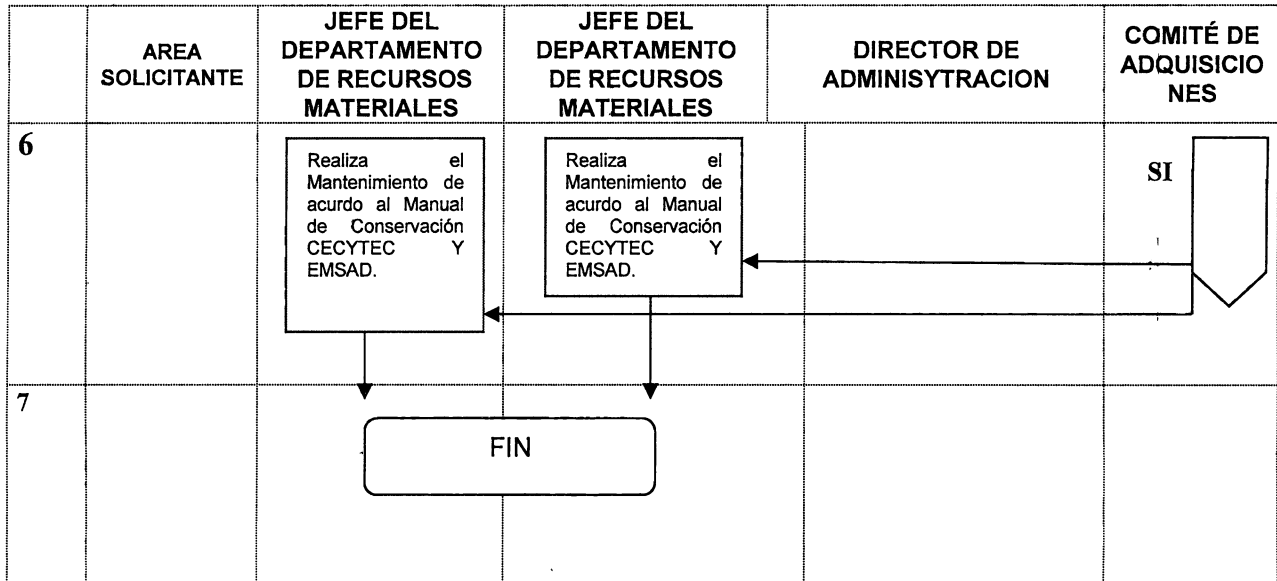 AREA
SOLICITANTE
JEFE DEL
DEPARTAMENTO
DE RECURSOS
MATERIALES
JEFE DEL
DEPARTAMENTO
DE RECURSOS
MATERIALES
DIRECTOR DE
ADMINISYTRACION
COMITÉ DE
ADQUISICIO
NES
6
Realiza el
Mantenimiento de
acurdo al Manual
de Conservación
CECYTEC Y
EMSAD.
Realiza el
Mantenimiento de
acurdo al Manual
de Conservación
CECYTEC Y
EMSAD.
SI
7
FIN